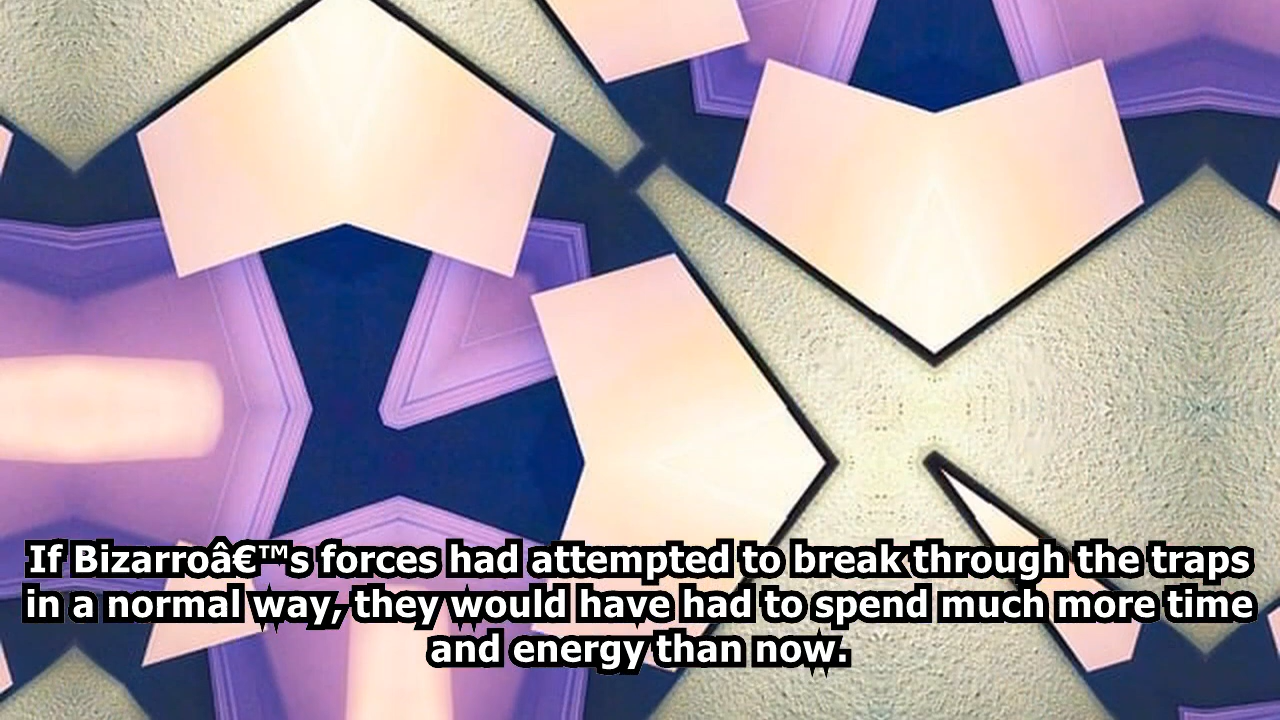 If Bizarroâ€™s forces had attempted to break through the traps
in a normal way, they would have had to spend much more time
and energy than now.